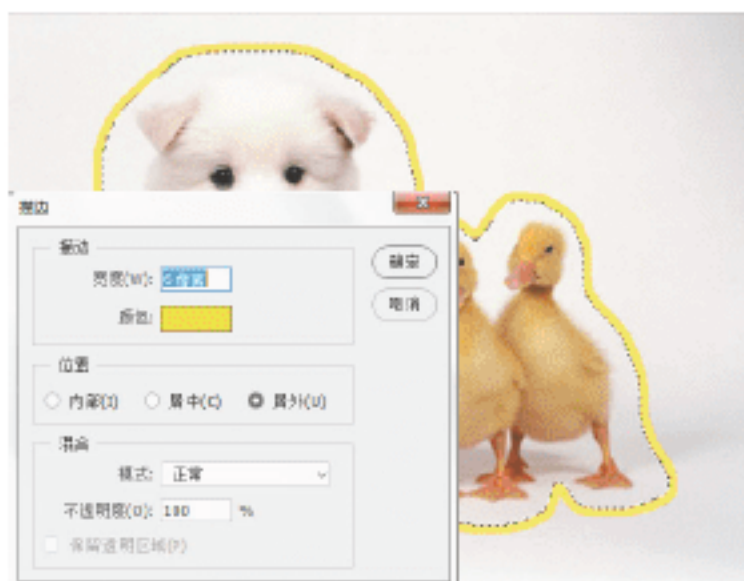 描边
描边
宽度(W):
颜色:
确定
取消
位置
内部(I) 居中(C) 居外(U)
混合
模式: 正常
不透明度(O): 100 %
保留透明区域(P)